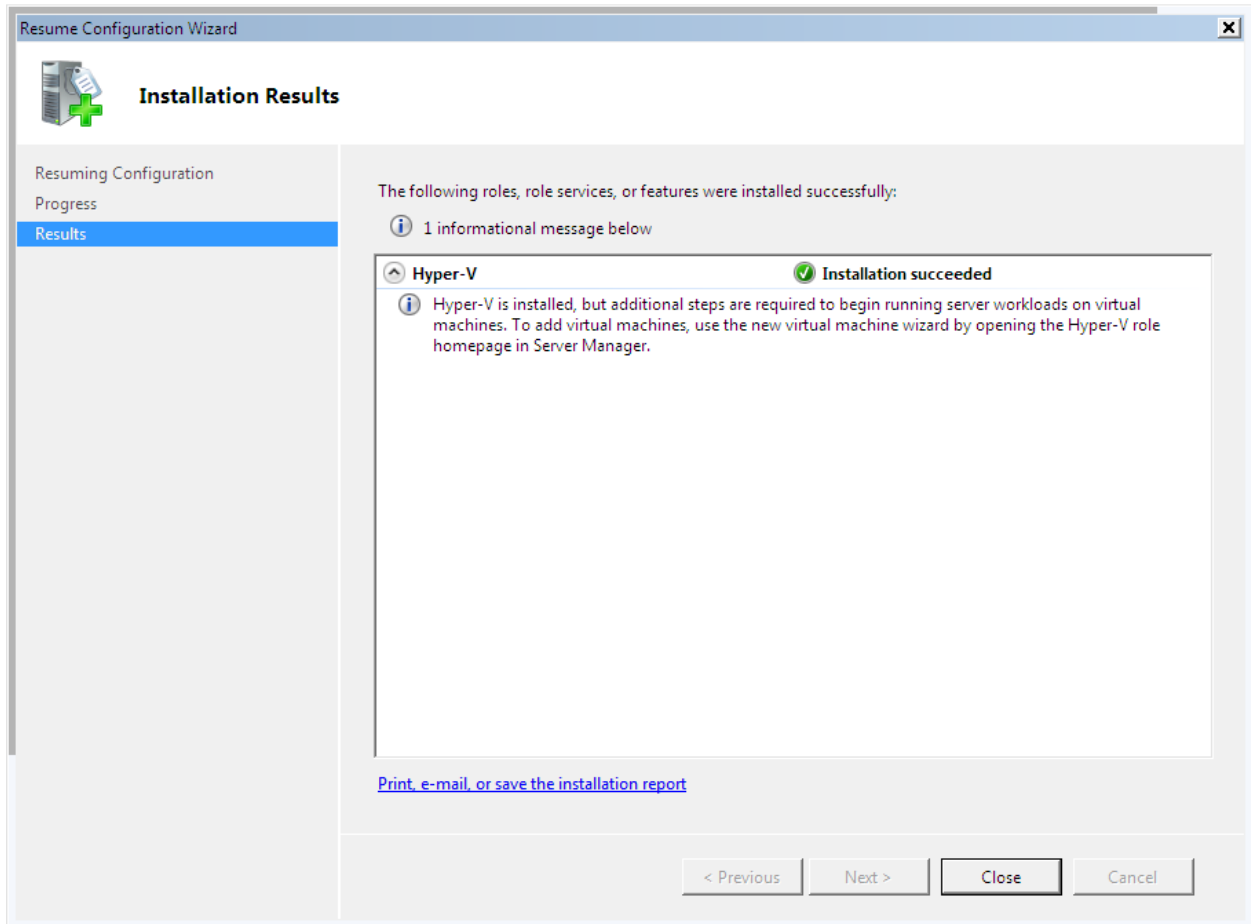 Resume Configuration Wizard
Installation Results
Resuming Configuration
Progress
Results
The following roles, role services, or features were installed successfully:
1 informational message below
Hyper-V
Installation succeeded
Hyper-V is installed, but additional steps are required to begin running server workloads on virtual
machines. To add virtual machines, use the new virtual machine wizard by opening the Hyper-V role
homepage in Server Manager.
Print, e-mail, or save the installation report
< Previous
Next >
Close
Cancel